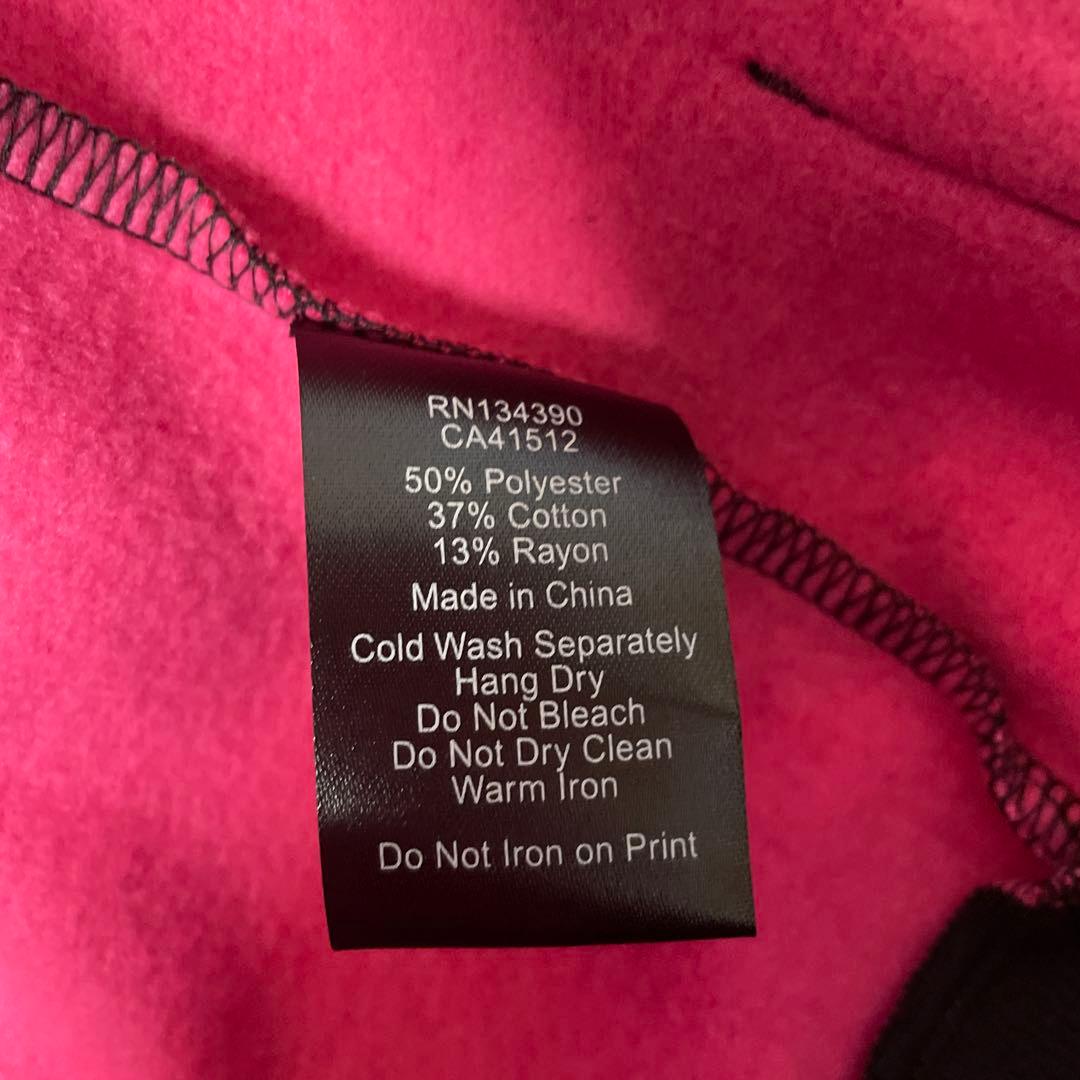 RN134390
CA41512
50% Polyester
37% Cotton
13% Rayon
Made in China
Cold Wash Separately
Hang Dry
Do Not Bleach
Do Not Dry Clean
Warm Iron
Do Not Iron on Print